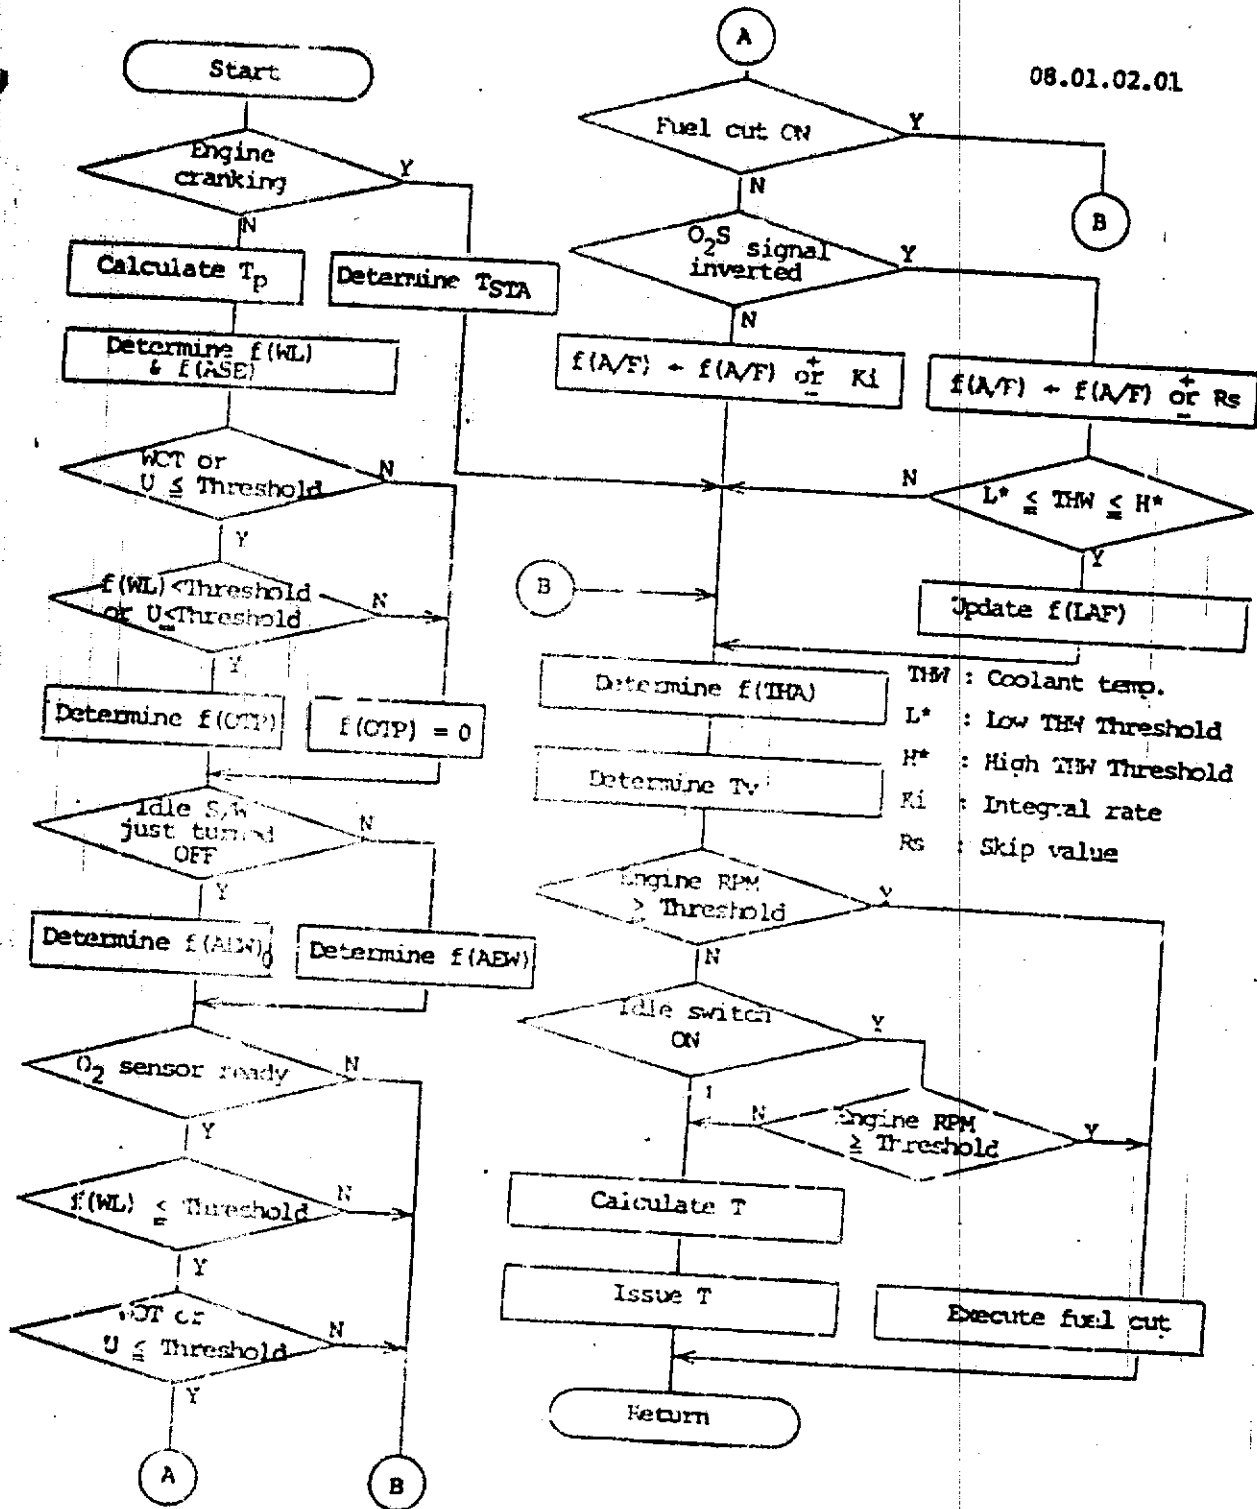 08.01.02.01
Start
Engine
cranking
Y
N
Calculate Tp
Determine TSTA
Determine f(WL)
& f(ASE)
WOT or
U ≦ Threshold
N
Y
f(WL)<Threshold
or U≤Threshold
N
Y
Determine f(OTP)
f(OTP) = 0
Idle S/W
just turned
OFF
N
Y
Determine f(AEW)0
Determine f(AEW)
O2 sensor ready
N
Y
f(WL) ≦ Threshold
N
Y
WOT or
U ≦ Threshold
N
Y
A
B
A
Fuel cut ON
Y
N
B
O2S signal
inverted
Y
N
f(A/F) ← f(A/F) + or - Ki
f(A/F) ← f(A/F) + or - Rs
L* ≦ THW ≦ H*
N
Y
B
Update f(LAF)
Determine f(THA)
THW : Coolant temp.
L* : Low THW Threshold
H* : High THW Threshold
Ki : Integral rate
Rs : Skip value
Determine Tv
Engine RPM
≥ Threshold
Y
N
Idle switch
ON
Y
Engine RPM
≧ Threshold
N
Y
Calculate T
Issue T
Execute fuel cut
Return